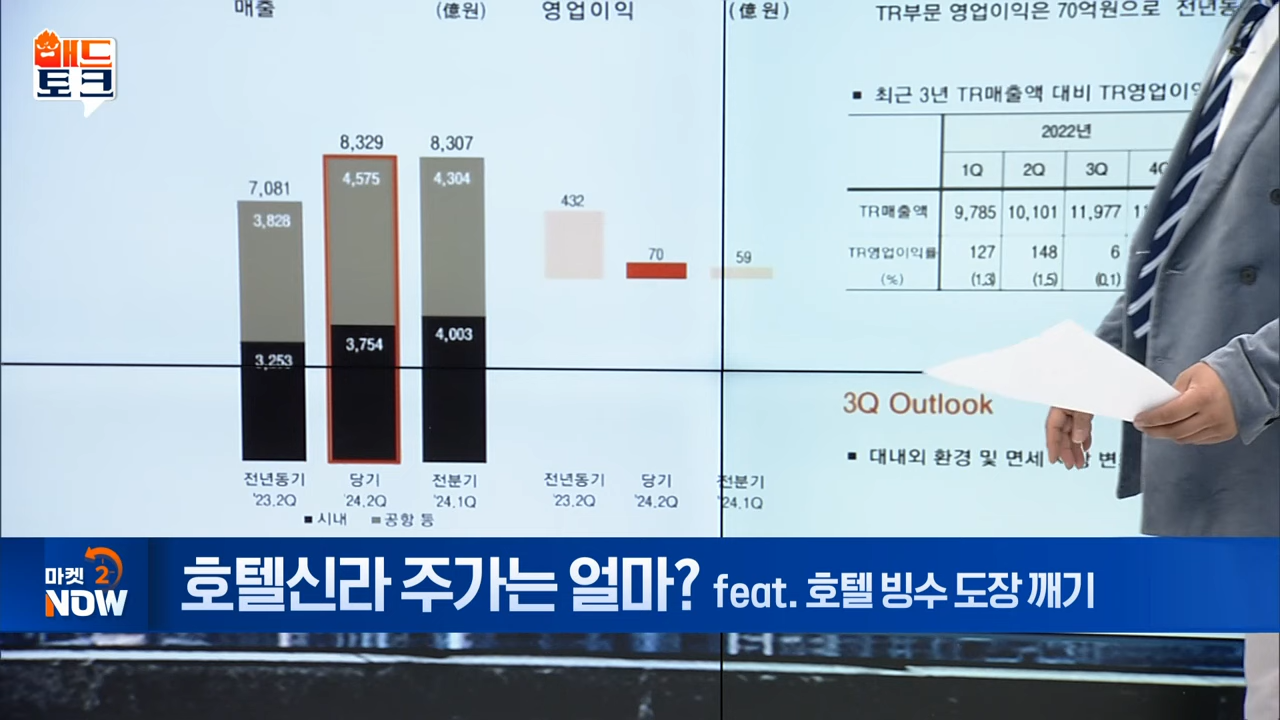 매드
토크
매출 (億원) 영업이익 (億원)
8,329 8,307
7,081
4,575 4,304
3,828
3,253
3,754
4,003
432
70
59
전년동기 당기 전분기 전년동기 당기 전분기
'23.2Q '24.2Q '24.1Q '23.2Q '24.2Q '24.1Q
■시내 ■공항 등
TR부문 영업이익은 70억원으로
■ 최근 3년 TR매출액 대비
2022년
1Q 2Q 3Q
TR매출액 9,785 10,101 11,977
TR영업이익률 127 148 6
(%) (1.3) (1.5) (0.1)
3Q Outlook
■ 대내외 환경 및 면세
마켓 2
NOW
호텔신라 주가는 얼마? feat. 호텔 빙수 도장 깨기